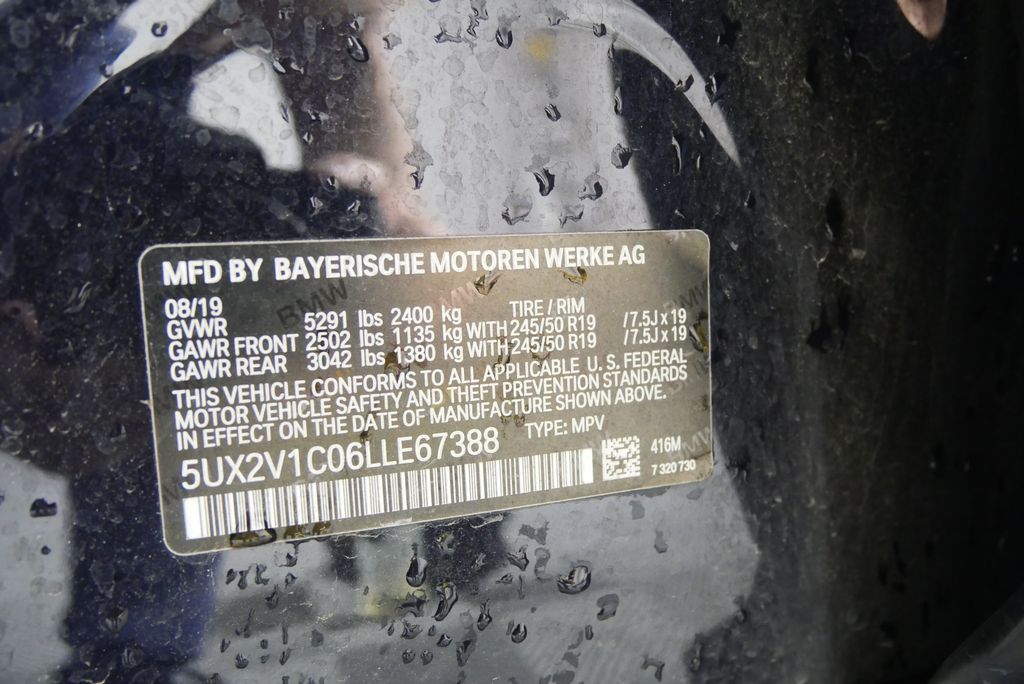 MFD BY BAYERISCHE MOTOREN WERKE AG
08/19 TIRE / RIM
GVWR 5291 lbs 2400 kg
GAWR FRONT 2502 lbs 1135 kg WITH 245/50 R19 /7.5J x 19
GAWR REAR 3042 lbs 1380 kg WITH 245/50 R19 /7.5J x 19
THIS VEHICLE CONFORMS TO ALL APPLICABLE U. S. FEDERAL
MOTOR VEHICLE SAFETY AND THEFT PREVENTION STANDARDS
IN EFFECT ON THE DATE OF MANUFACTURE SHOWN ABOVE.
5UX2V1C06LLE67388 TYPE: MPV
416M
7 320 730